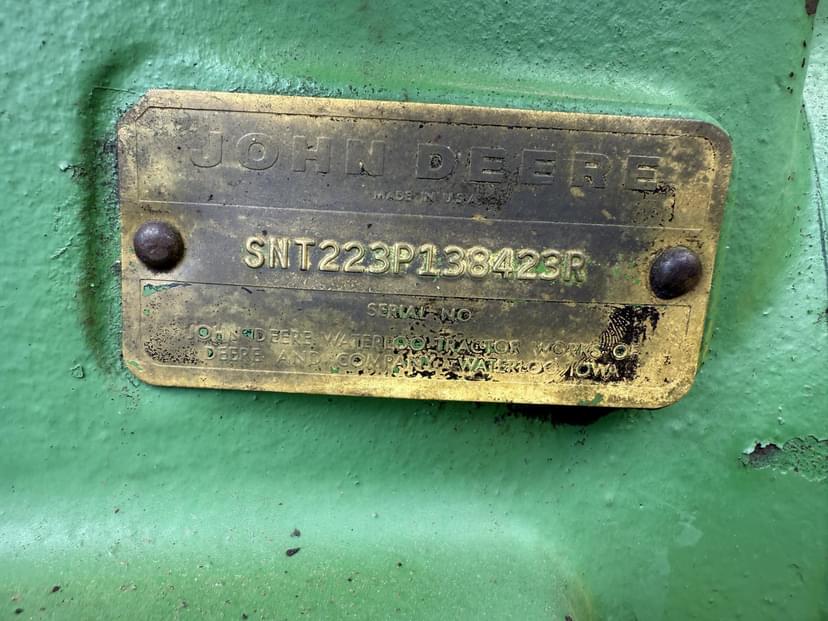 JOHN DEERE
MADE IN U.S.A.
SNT223P138423R
SERIAL NO.
JOHN DEERE WATERLOO TRACTOR WORKS OF
DEERE AND COMPANY, WATERLOO, IOWA